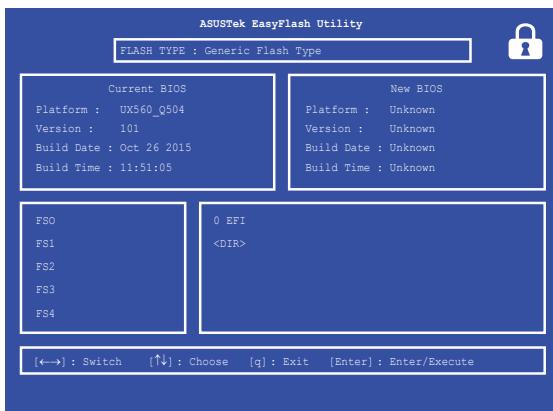 ASUSTek EasyFlash Utility
FLASH TYPE : Generic Flash Type
Current BIOS
Platform : UX560_Q504
Version : 101
Build Date : Oct 26 2015
Build Time : 11:51:05
New BIOS
Platform : Unknown
Version : Unknown
Build Date : Unknown
Build Time : Unknown
FSO
FS1
FS2
FS3
FS4
0 EFI
<DIR>
[←→] : Switch [↑↓] : Choose [q] : Exit [Enter] : Enter/Execute